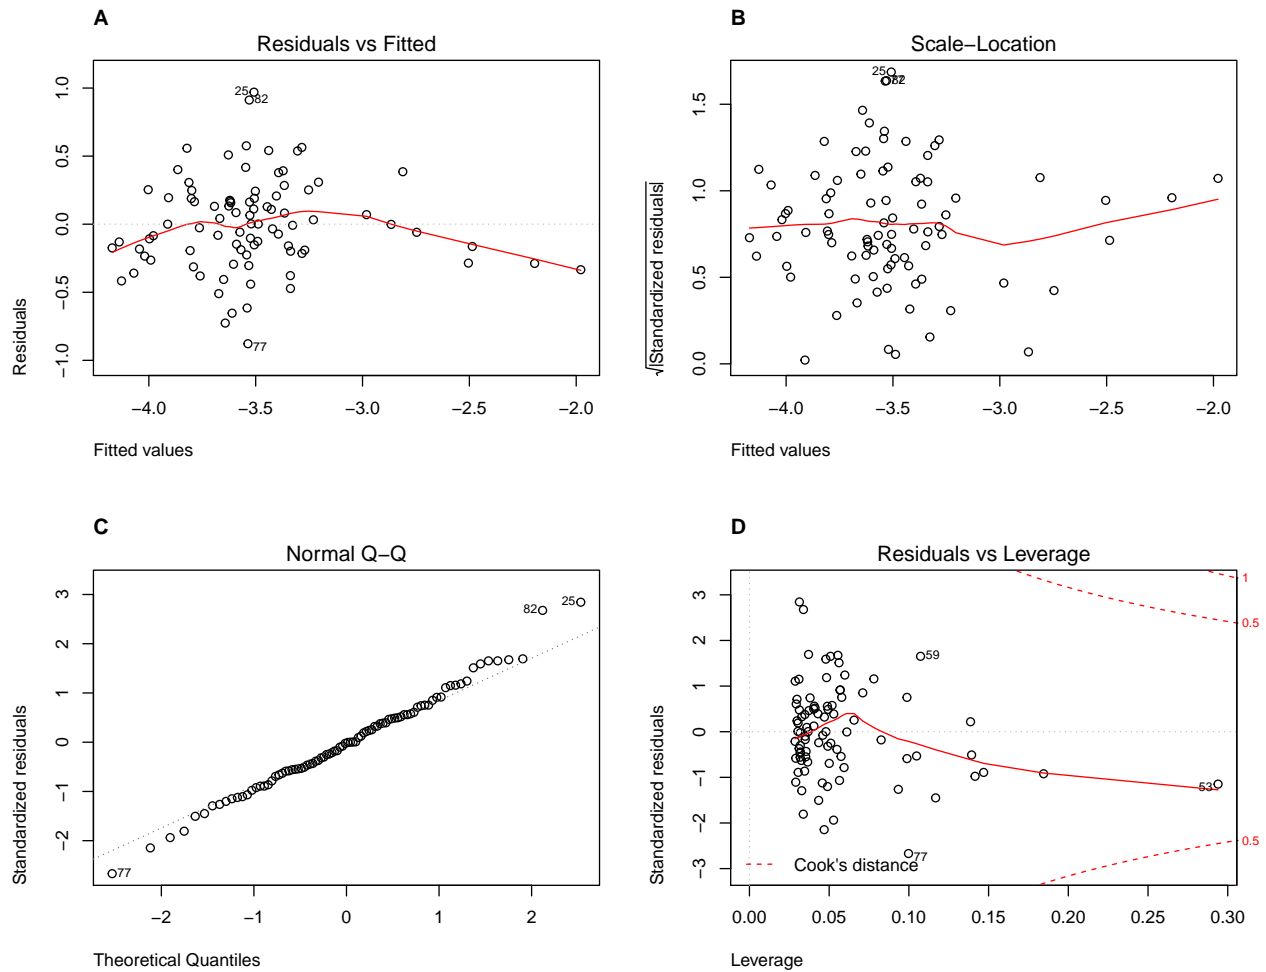 A
Residuals vs Fitted
1.0
0.5
0.0
−0.5
−1.0
Residuals
25
82
77
−4.0 −3.5 −3.0 −2.5 −2.0
Fitted values
B
Scale−Location
1.5
1.0
0.5
0.0
√|Standardized residuals|
25
82
−4.0 −3.5 −3.0 −2.5 −2.0
Fitted values
C
Normal Q−Q
3
2
1
0
−1
−2
Standardized residuals
82
25
77
−2 −1 0 1 2
Theoretical Quantiles
D
Residuals vs Leverage
3
2
1
0
−1
−2
−3
Standardized residuals
1
0.5
59
53
0.5
77
Cook's distance
0.00 0.05 0.10 0.15 0.20 0.25 0.30
Leverage